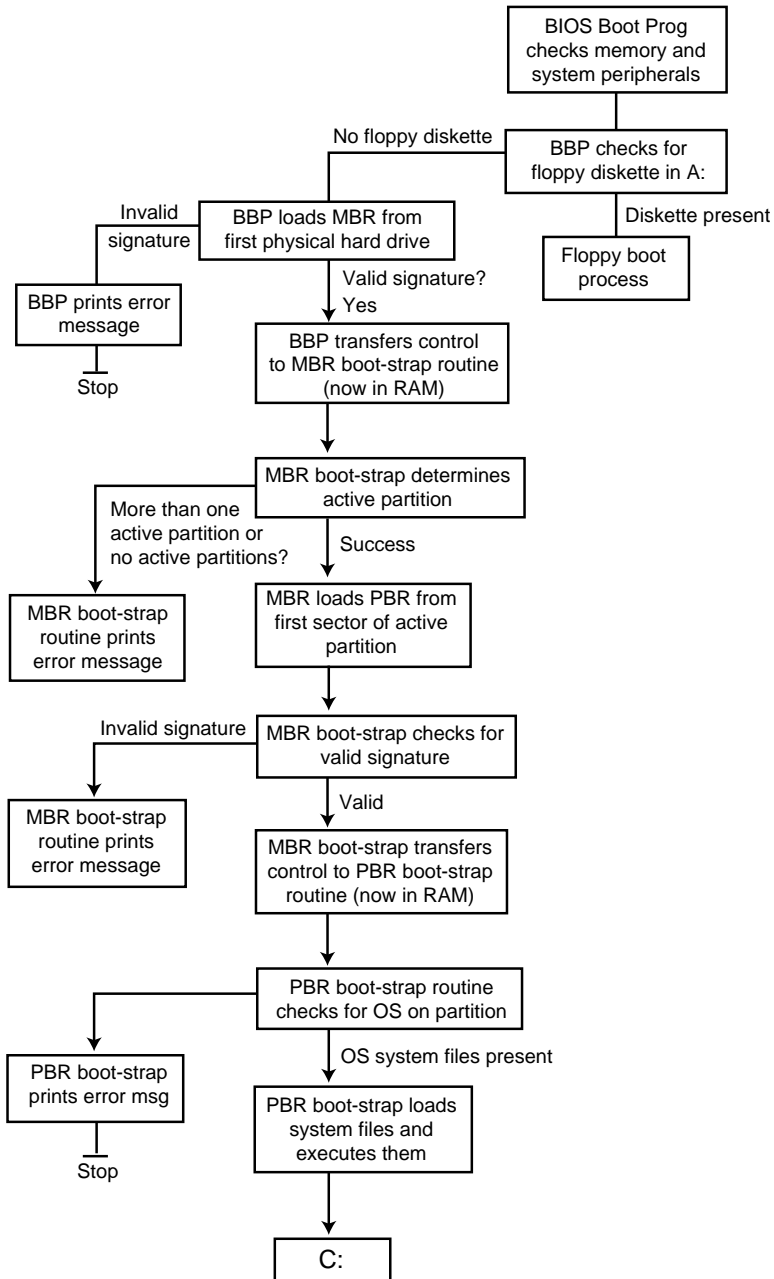 BIOS Boot Prog
checks memory and
system peripherals
No floppy diskette
BBP checks for
floppy diskette in A:
Invalid
signature
BBP loads MBR from
first physical hard drive
Diskette present
Floppy boot
process
Valid signature?
Yes
BBP prints error
message
Stop
BBP transfers control
to MBR boot-strap routine
(now in RAM)
MBR boot-strap determines
active partition
More than one
active partition or
no active partitions?
Success
MBR boot-strap
routine prints
error message
MBR loads PBR from
first sector of active
partition
Invalid signature
MBR boot-strap checks for
valid signature
Valid
MBR boot-strap
routine prints
error message
MBR boot-strap transfers
control to PBR boot-strap
routine (now in RAM)
PBR boot-strap routine
checks for OS on partition
OS system files present
PBR boot-strap
prints error msg
Stop
PBR boot-strap loads
system files and
executes them
C: